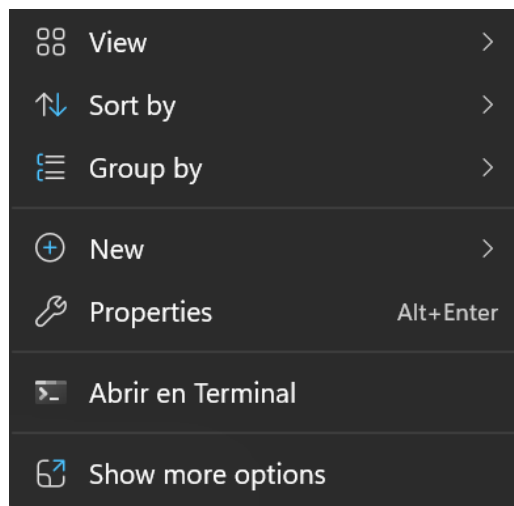 View
Sort by
Group by
New
Properties Alt+Enter
Abrir en Terminal
Show more options